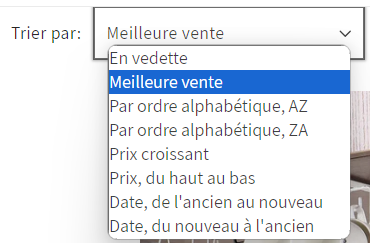 Trier par: Meilleure vente
En vedette
Meilleure vente
Par ordre alphabétique, AZ
Par ordre alphabétique, ZA
Prix croissant
Prix, du haut au bas
Date, de l'ancien au nouveau
Date, du nouveau à l'ancien